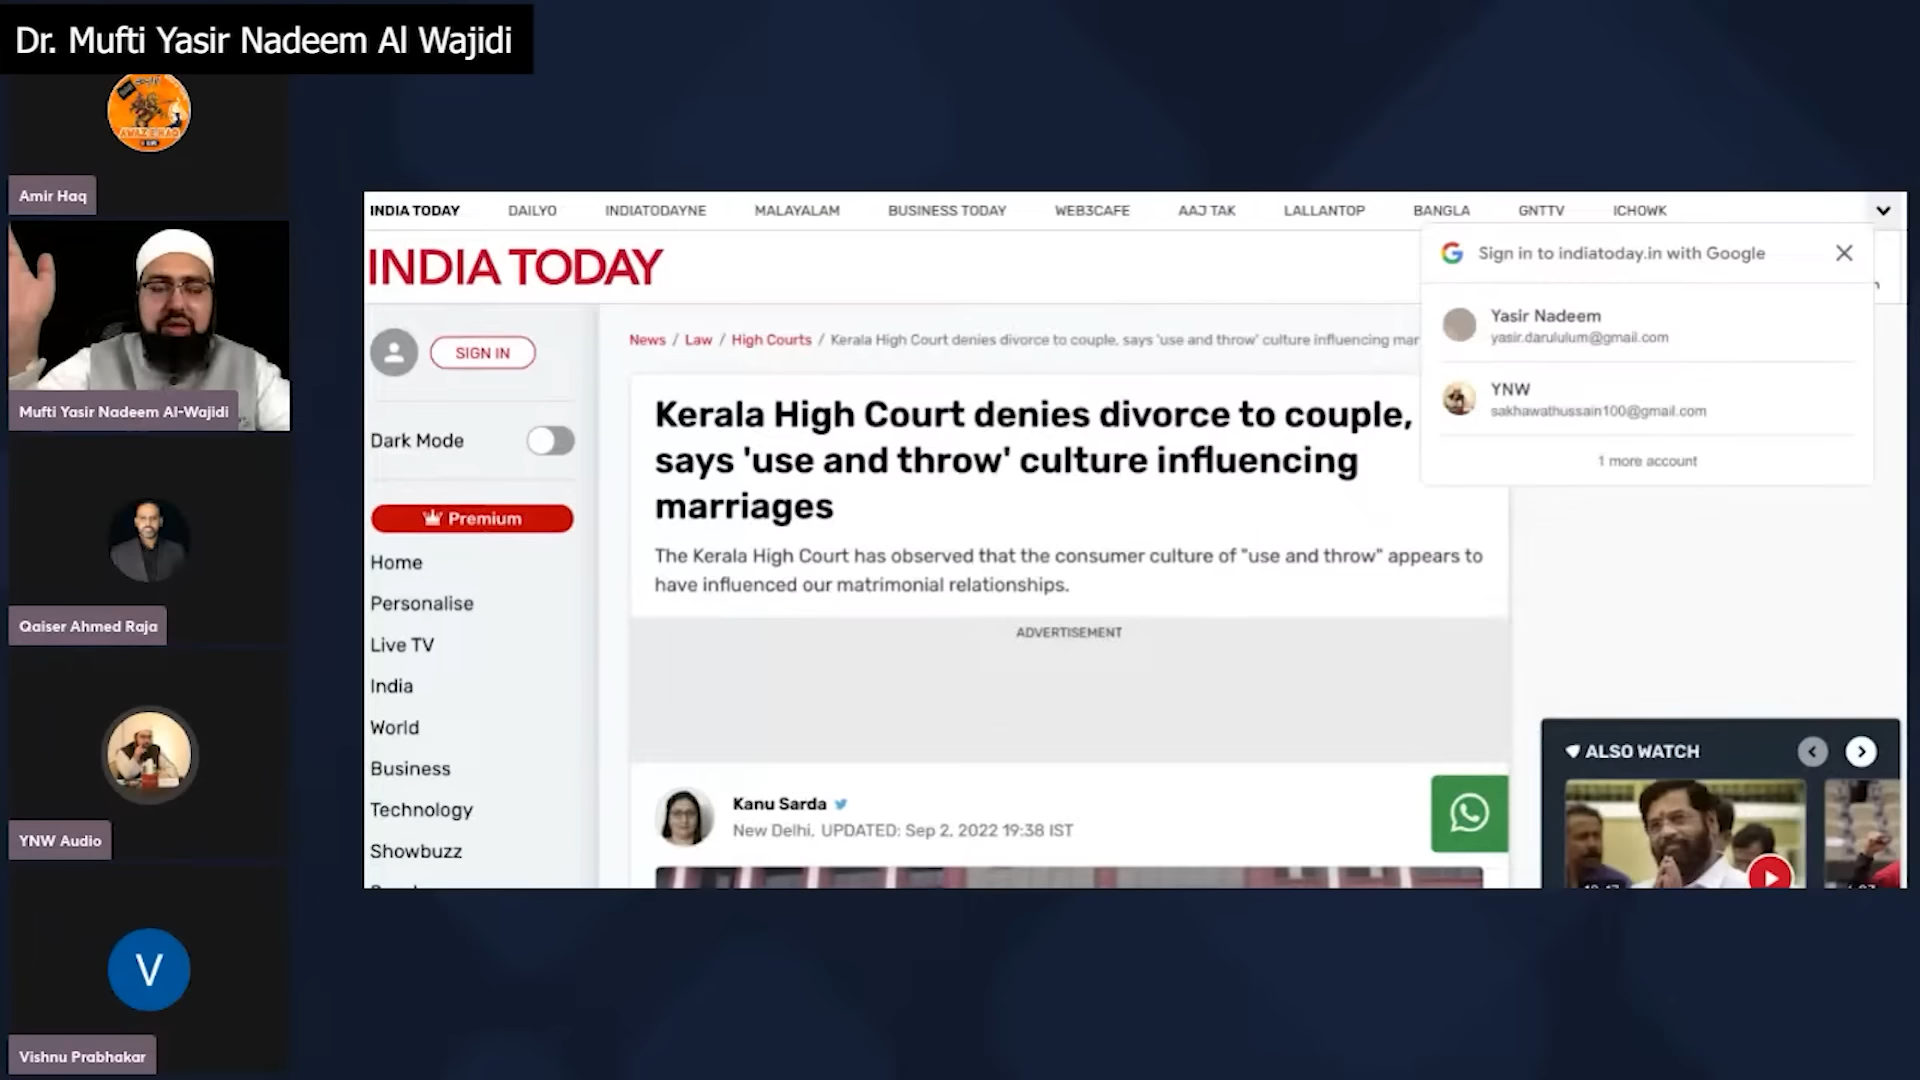 Dr. Mufti Yasir Nadeem Al Wajidi
AWAZ E HAQ
Amir Haq
Mufti Yasir Nadeem Al-Wajidi
Qaiser Ahmed Raja
YNW Audio
V
Vishnu Prabhakar
INDIA TODAY DAILYO INDIATODAYNE MALAYALAM BUSINESS TODAY WEB3CAFE AAJ TAK LALLANTOP BANGLA GNTTV ICHOWK
INDIA TODAY
SIGN IN
Dark Mode
Premium
Home
Personalise
Live TV
India
World
Business
Technology
Showbuzz
News / Law / High Courts / Kerala High Court denies divorce to couple, says 'use and throw' culture influencing mar
Kerala High Court denies divorce to couple,
says 'use and throw' culture influencing
marriages
The Kerala High Court has observed that the consumer culture of "use and throw" appears to
have influenced our matrimonial relationships.
ADVERTISEMENT
Kanu Sarda
New Delhi, UPDATED: Sep 2, 2022 19:38 IST
Sign in to indiatoday.in with Google
Yasir Nadeem
yasir.darululum@gmail.com
YNW
sakhawathussain100@gmail.com
1 more account
ALSO WATCH